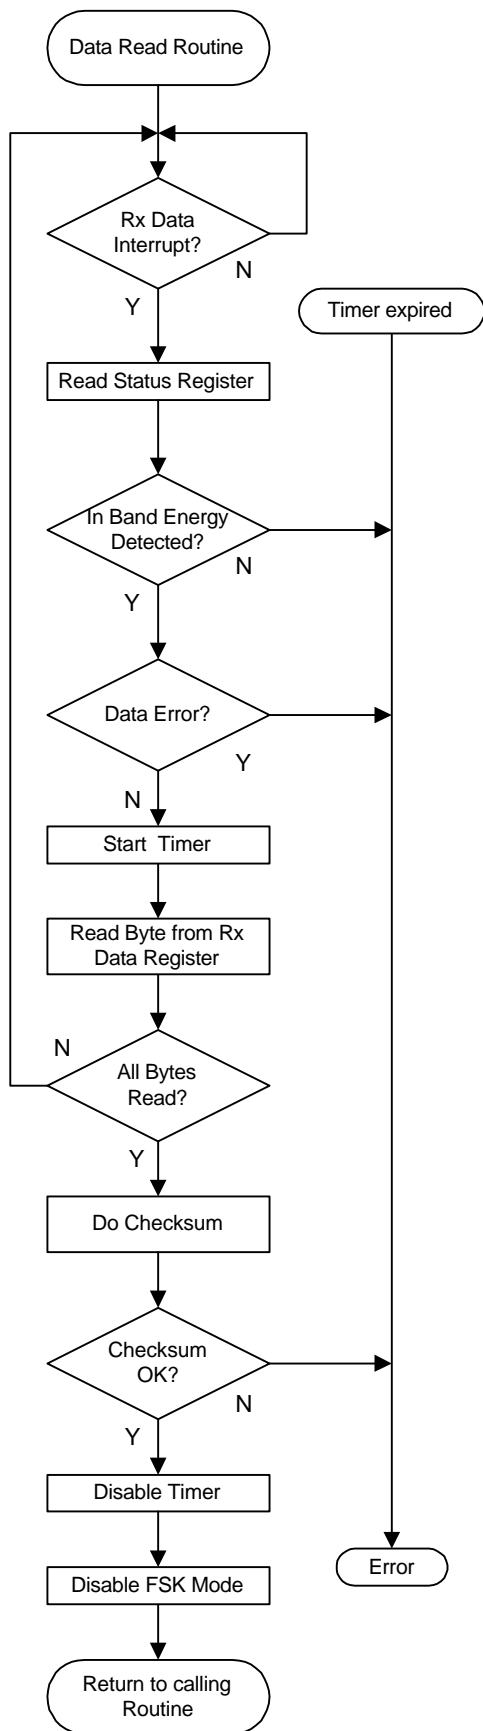 Data Read Routine
Rx Data
Interrupt?
N
Y
Timer expired
Read Status Register
In Band Energy
Detected?
N
Y
Data Error?
Y
N
Start Timer
Read Byte from Rx
Data Register
N
All Bytes
Read?
Y
Do Checksum
Checksum
OK?
N
Y
Disable Timer
Error
Disable FSK Mode
Return to calling
Routine